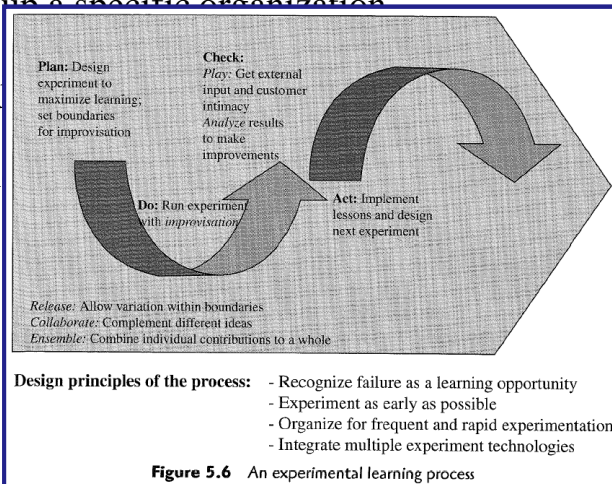 up a specific organization
Plan: Design
experiment to
maximize learning;
set boundaries
for improvisation
Check:
Play: Get external
input and customer
intimacy
Analyze results
to make
improvements
Do: Run experiment
with improvisation
Act: Implement
lessons and design
next experiment
Release: Allow variation within boundaries
Collaborate: Complement different ideas
Ensemble: Combine individual contributions to a whole
Design principles of the process: - Recognize failure as a learning opportunity
- Experiment as early as possible
- Organize for frequent and rapid experimentation
- Integrate multiple experiment technologies
Figure 5.6 An experimental learning process